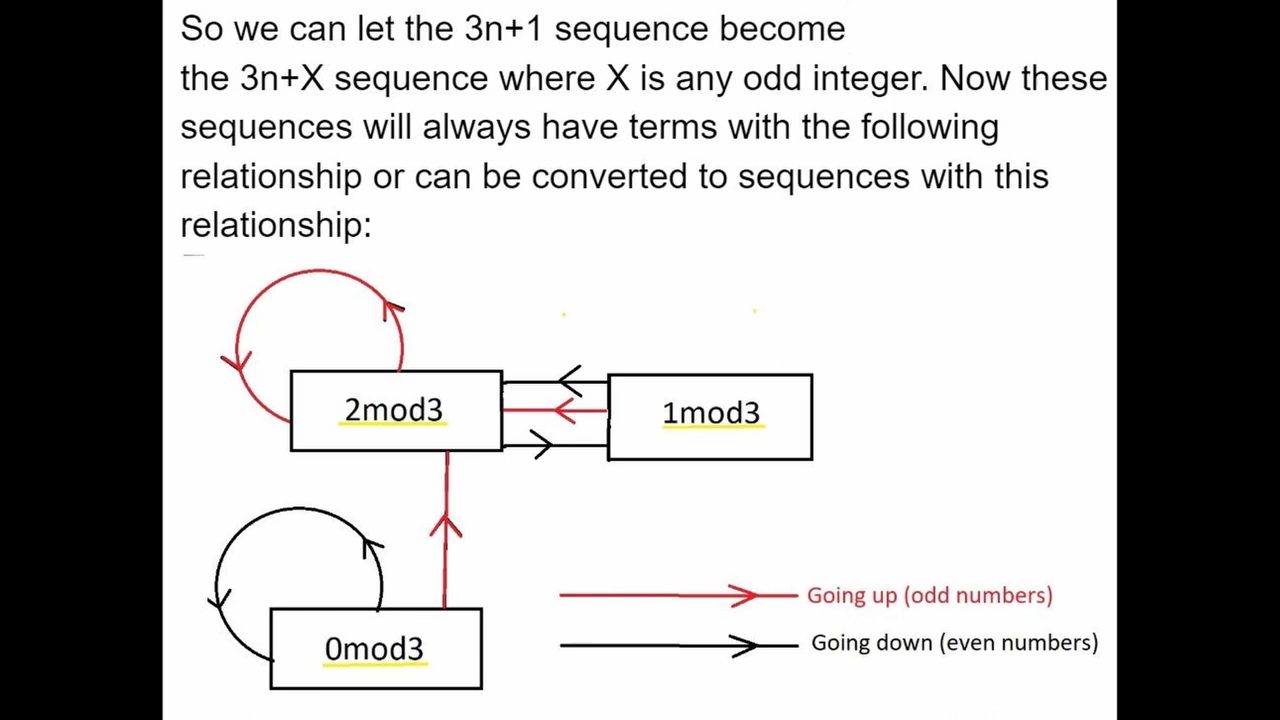 So we can let the 3n+1 sequence become
the 3n+X sequence where X is any odd integer. Now these
sequences will always have terms with the following
relationship or can be converted to sequences with this
relationship:
2mod3
1mod3
0mod3
Going up (odd numbers)
Going down (even numbers)